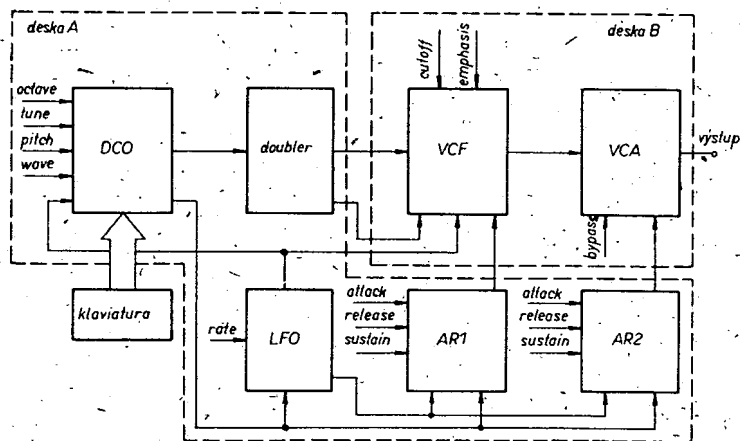 deska A
deska B
cutoff
emphasis
octave
tune
pitch
wave
DCO
doubler
VCF
VCA
výstup
bypass
klaviatura
rate
LFO
attack
release
sustain
AR1
attack
release
sustain
AR2